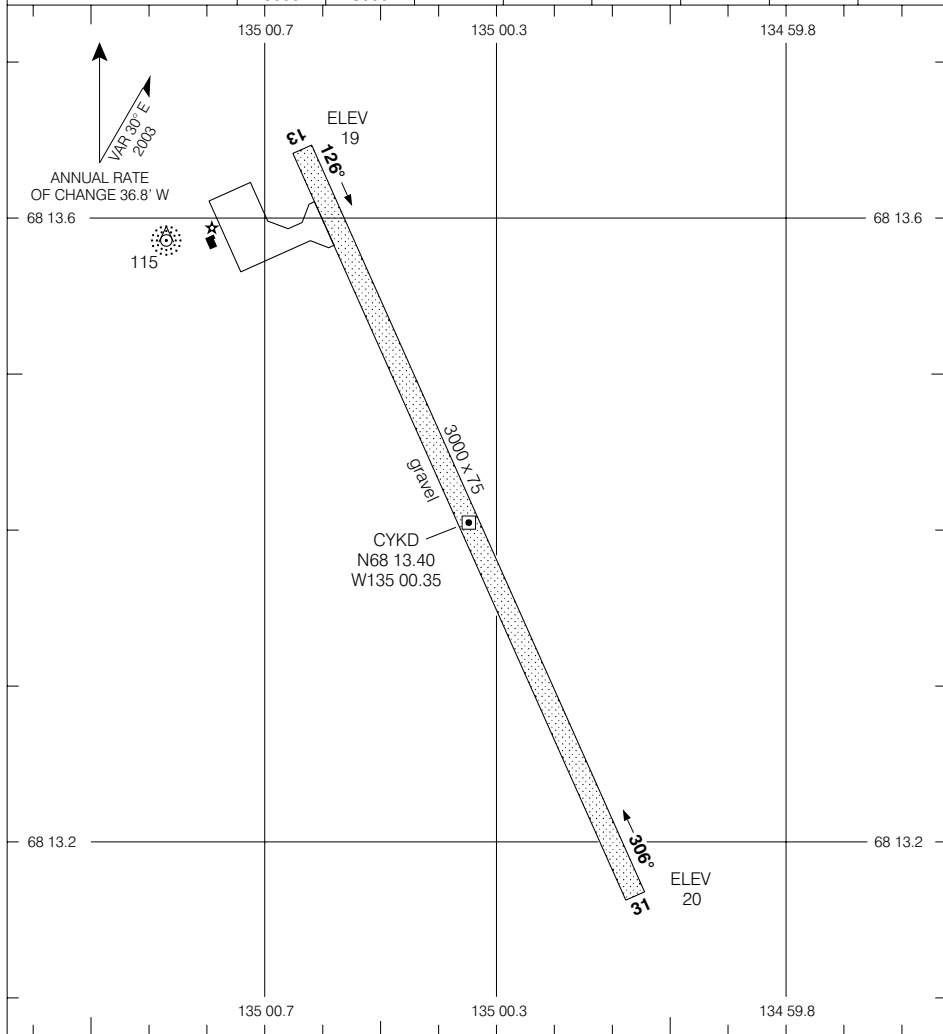 135 00.7
135 00.3
134 59.8
VAR 30° E
2003
ANNUAL RATE
OF CHANGE 36.8' W
13
126°
ELEV
19
68 13.6
68 13.6
115
3000 x 75
gravel
CYKD
N68 13.40
W135 00.35
68 13.2
68 13.2
306°
31
ELEV
20
135 00.7
135 00.3
134 59.8